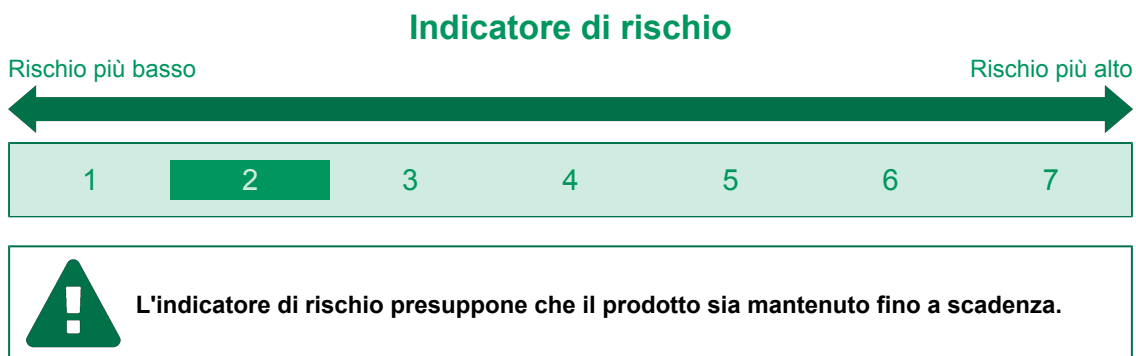 Indicatore di rischio
Rischio più basso Rischio più alto
1 2 3 4 5 6 7
L'indicatore di rischio presuppone che il prodotto sia mantenuto fino a scadenza.